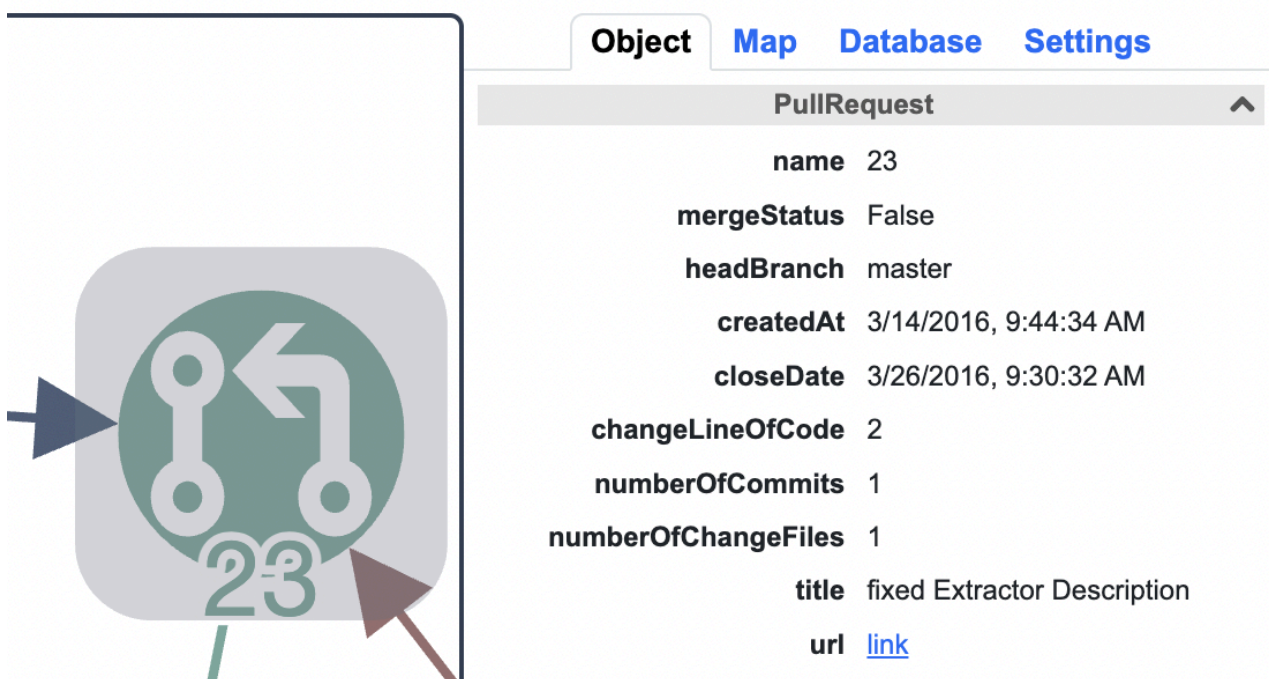 Object Map Database Settings
PullRequest
name 23
mergeStatus False
headBranch master
createdAt 3/14/2016, 9:44:34 AM
closeDate 3/26/2016, 9:30:32 AM
changeLineOfCode 2
numberOfCommits 1
numberOfChangeFiles 1
title fixed Extractor Description
url link
23